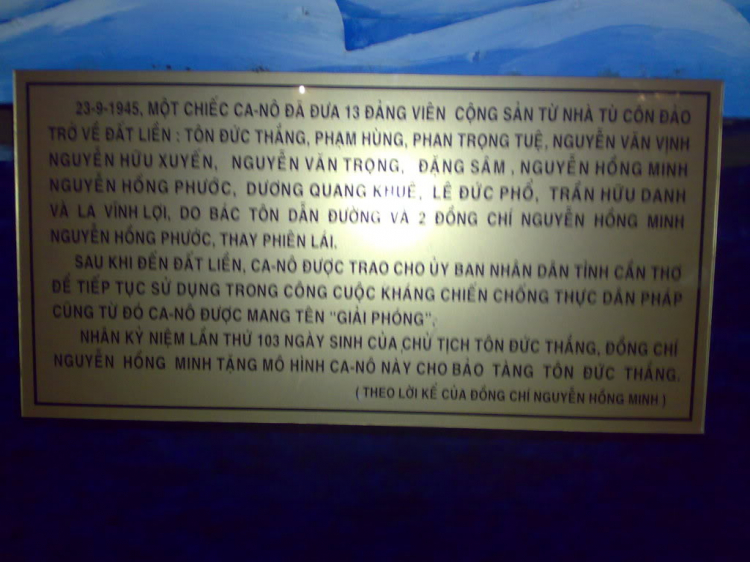 23-9-1945, MỘT CHIẾC CA-NÔ ĐÃ ĐƯA 13 ĐẢNG VIÊN CỘNG SẢN TỪ NHÀ TÙ CÔN ĐẢO
TRỞ VỀ ĐẤT LIỀN : TÔN ĐỨC THẮNG, PHẠM HÙNG, PHAN TRỌNG TUỆ, NGUYỄN VĂN VỊNH
NGUYỄN HỮU XUYẾN, NGUYỄN VĂN TRỌNG, ĐẶNG SÂM , NGUYỄN HỒNG MINH
NGUYỄN HỒNG PHƯỚC, DƯƠNG QUANG KHUÊ, LÊ ĐỨC PHỔ, TRẦN HỮU DANH
VÀ LA VĨNH LỢI, DO BÁC TÔN DẪN ĐƯỜNG VÀ 2 ĐỒNG CHÍ NGUYỄN HỒNG MINH
NGUYỄN HỒNG PHƯỚC, THAY PHIÊN LÁI.
SAU KHI ĐẾN ĐẤT LIỀN, CA-NÔ ĐƯỢC TRAO CHO ỦY BAN NHÂN DÂN TỈNH CẦN THƠ
ĐỂ TIẾP TỤC SỬ DỤNG TRONG CÔNG CUỘC KHÁNG CHIẾN CHỐNG THỰC DÂN PHÁP
CŨNG TỪ ĐÓ CA-NÔ ĐƯỢC MANG TÊN "GIẢI PHÓNG".
NHÂN KỶ NIỆM LẦN THỨ 103 NGÀY SINH CỦA CHỦ TỊCH TÔN ĐỨC THẮNG, ĐỒNG CHÍ
NGUYỄN HỒNG MINH TẶNG MÔ HÌNH CA-NÔ NÀY CHO BẢO TÀNG TÔN ĐỨC THẮNG.
( THEO LỜI KỂ CỦA ĐỒNG CHÍ NGUYỄN HỒNG MINH )